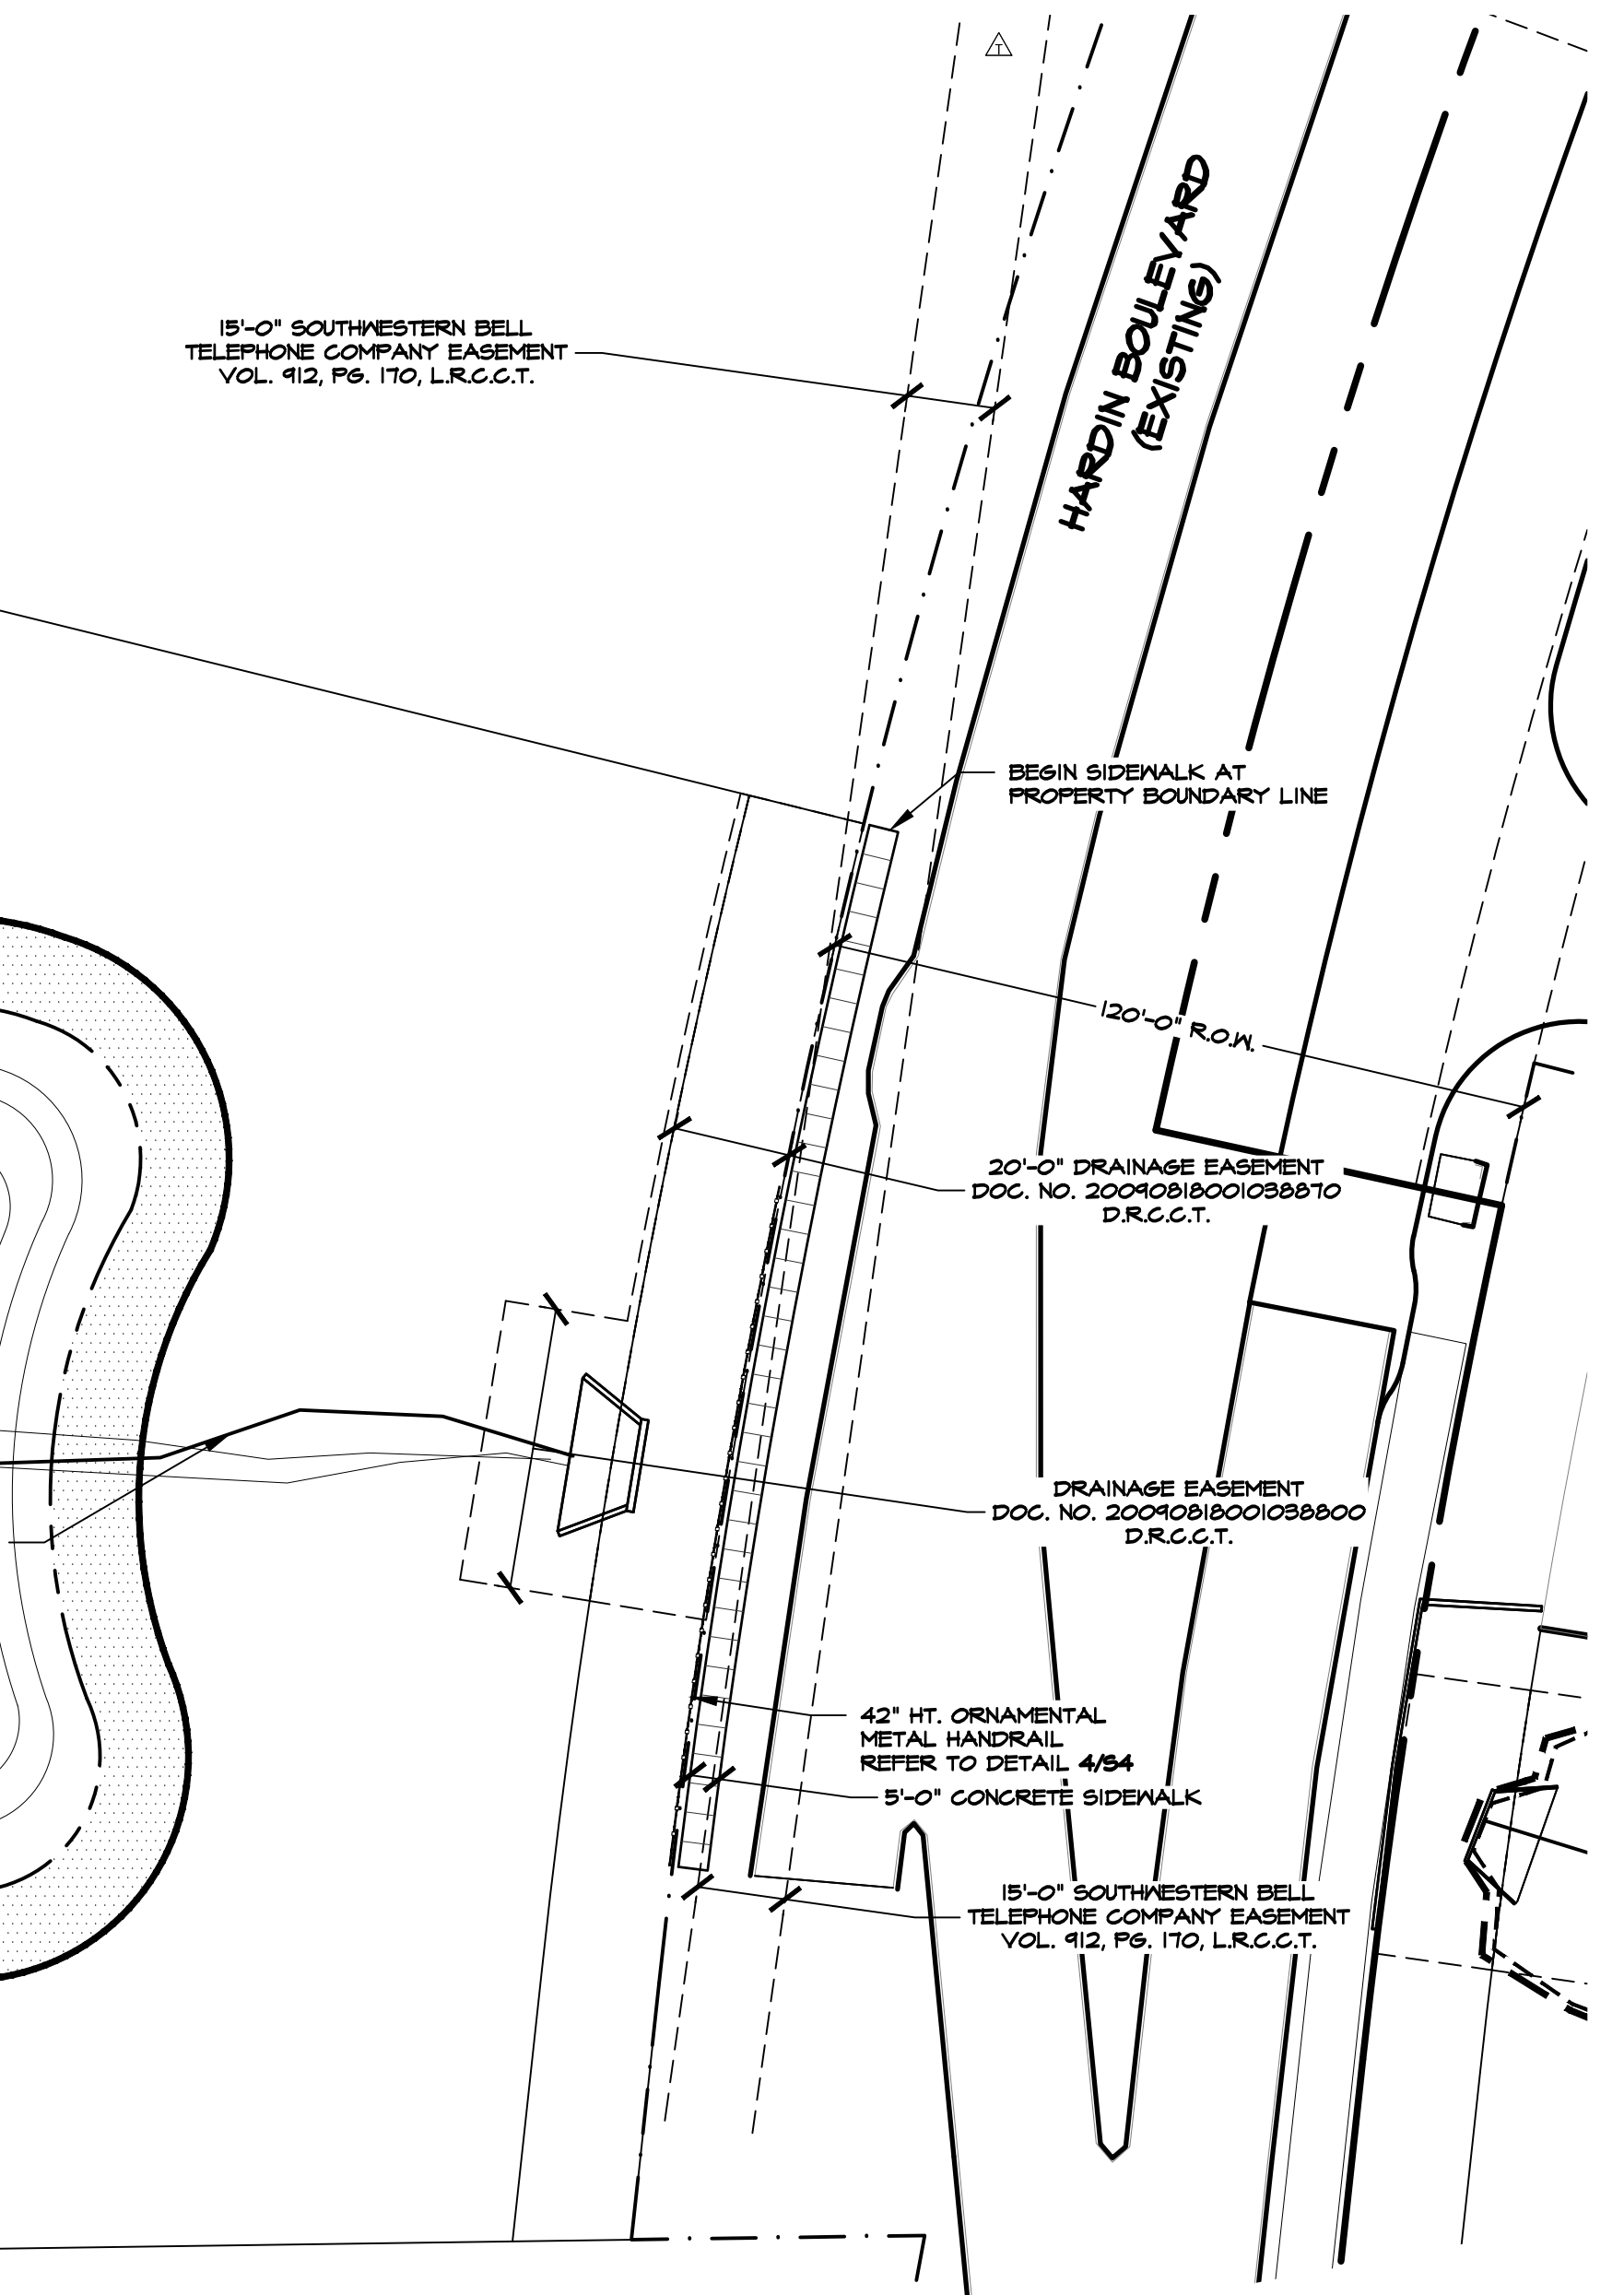 T
HARDIN BOULEVARD
(EXISTING)
15'-0" SOUTHWESTERN BELL
TELEPHONE COMPANY EASEMENT
VOL. 912, PG. 170, L.R.C.C.T.
BEGIN SIDEWALK AT
PROPERTY BOUNDARY LINE
120'-0" R.O.W.
20'-0" DRAINAGE EASEMENT
DOC. NO. 20090818001038870
D.R.C.C.T.
DRAINAGE EASEMENT
DOC. NO. 20090818001038800
D.R.C.C.T.
42" HT. ORNAMENTAL
METAL HANDRAIL
REFER TO DETAIL 4/S4
5'-0" CONCRETE SIDEWALK
15'-0" SOUTHWESTERN BELL
TELEPHONE COMPANY EASEMENT
VOL. 912, PG. 170, L.R.C.C.T.